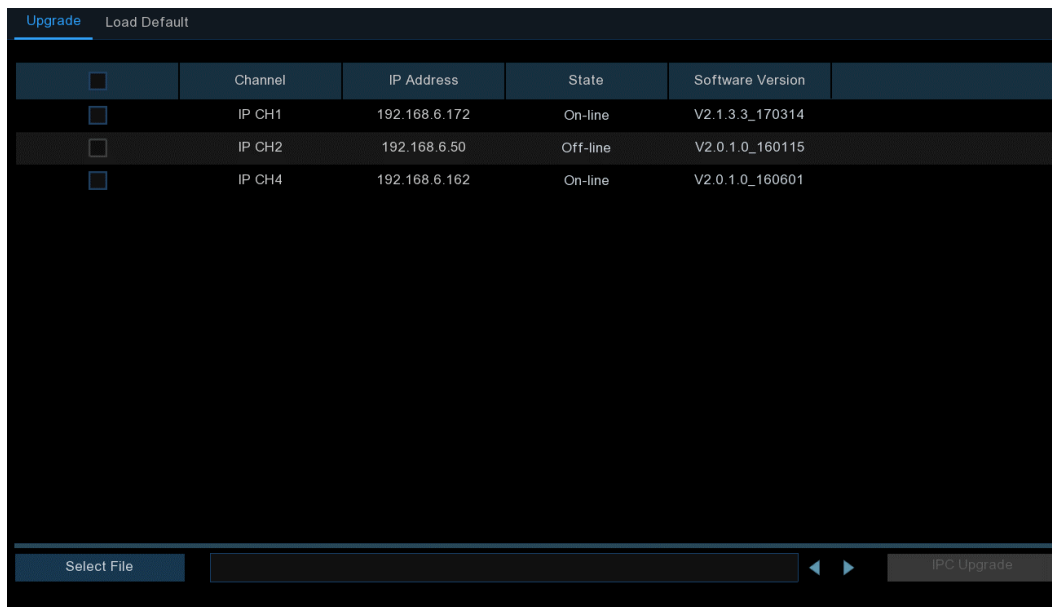 Upgrade Load Default
Channel IP Address State Software Version
IP CH1 192.168.6.172 On-line V2.1.3.3_170314
IP CH2 192.168.6.50 Off-line V2.0.1.0_160115
IP CH4 192.168.6.162 On-line V2.0.1.0_160601
Select File IPC Upgrade